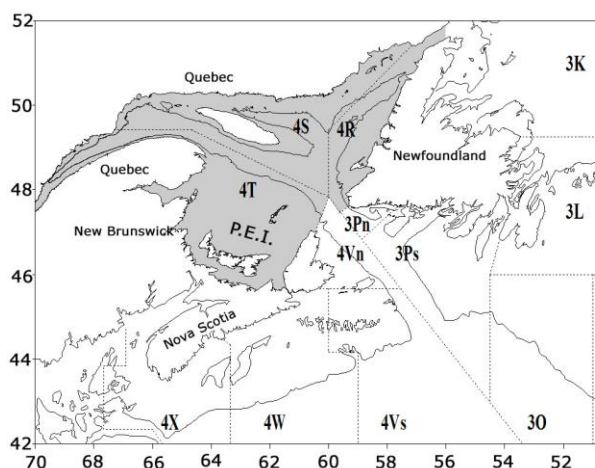 52
50
48
46
44
42
70
68
66
64
62
60
58
56
54
52
Quebec
3K
4S
4R
Quebec
Newfoundland
4T
P.E.I.
3Pn
3L
New Brunswick
4Vn
3Ps
Nova Scotia
4X
4W
4Vs
3O